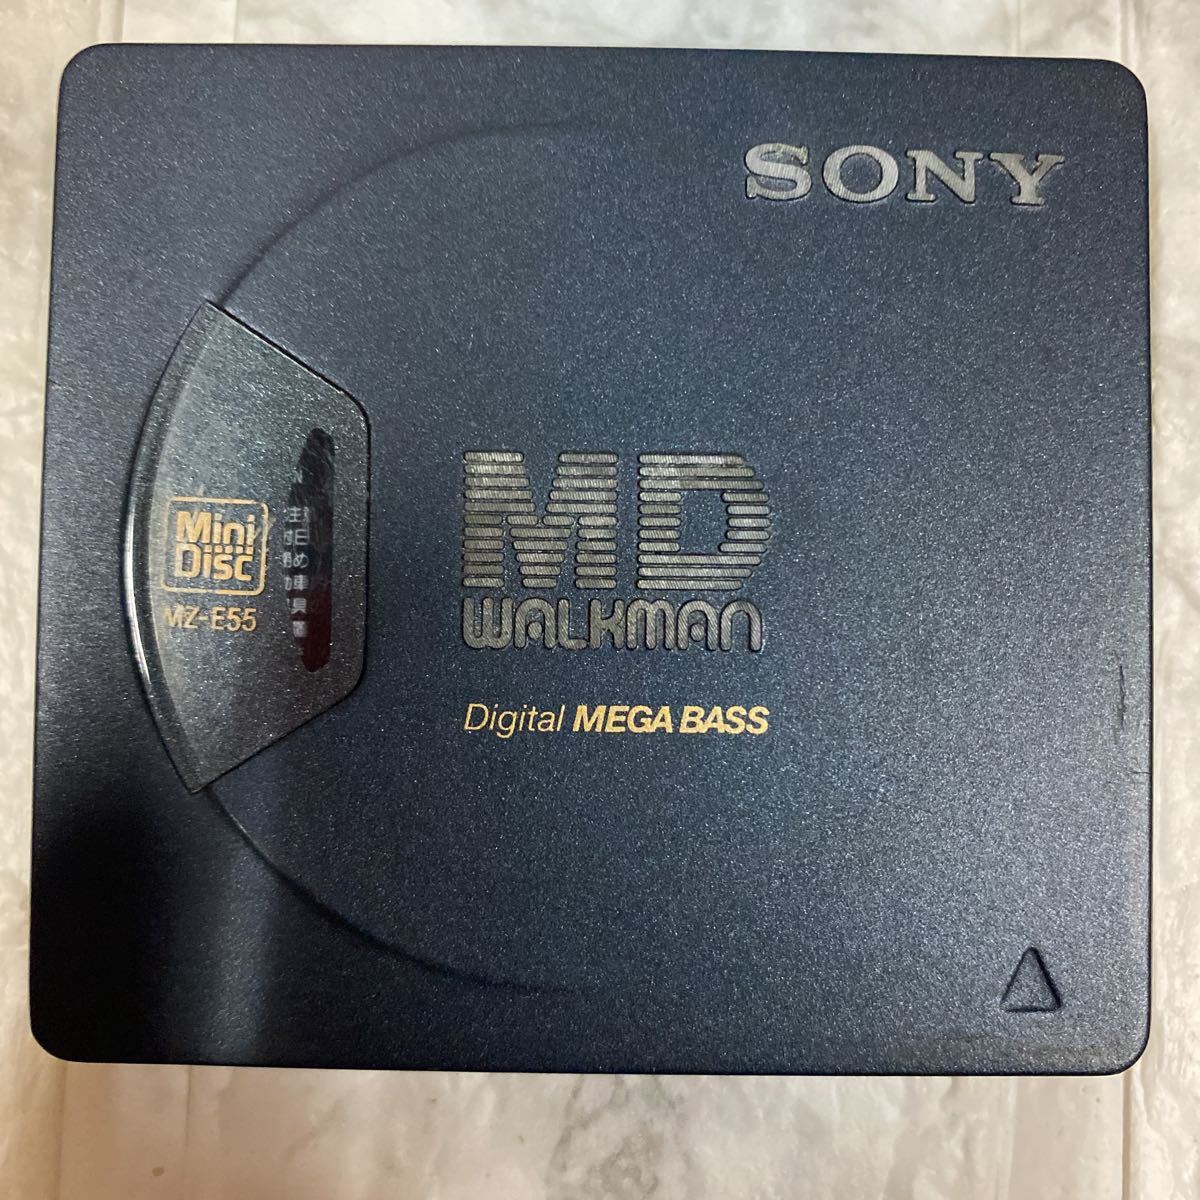 SONY
MD
WALKMAN
Digital MEGA BASS
Mini
Disc
MZ-E55